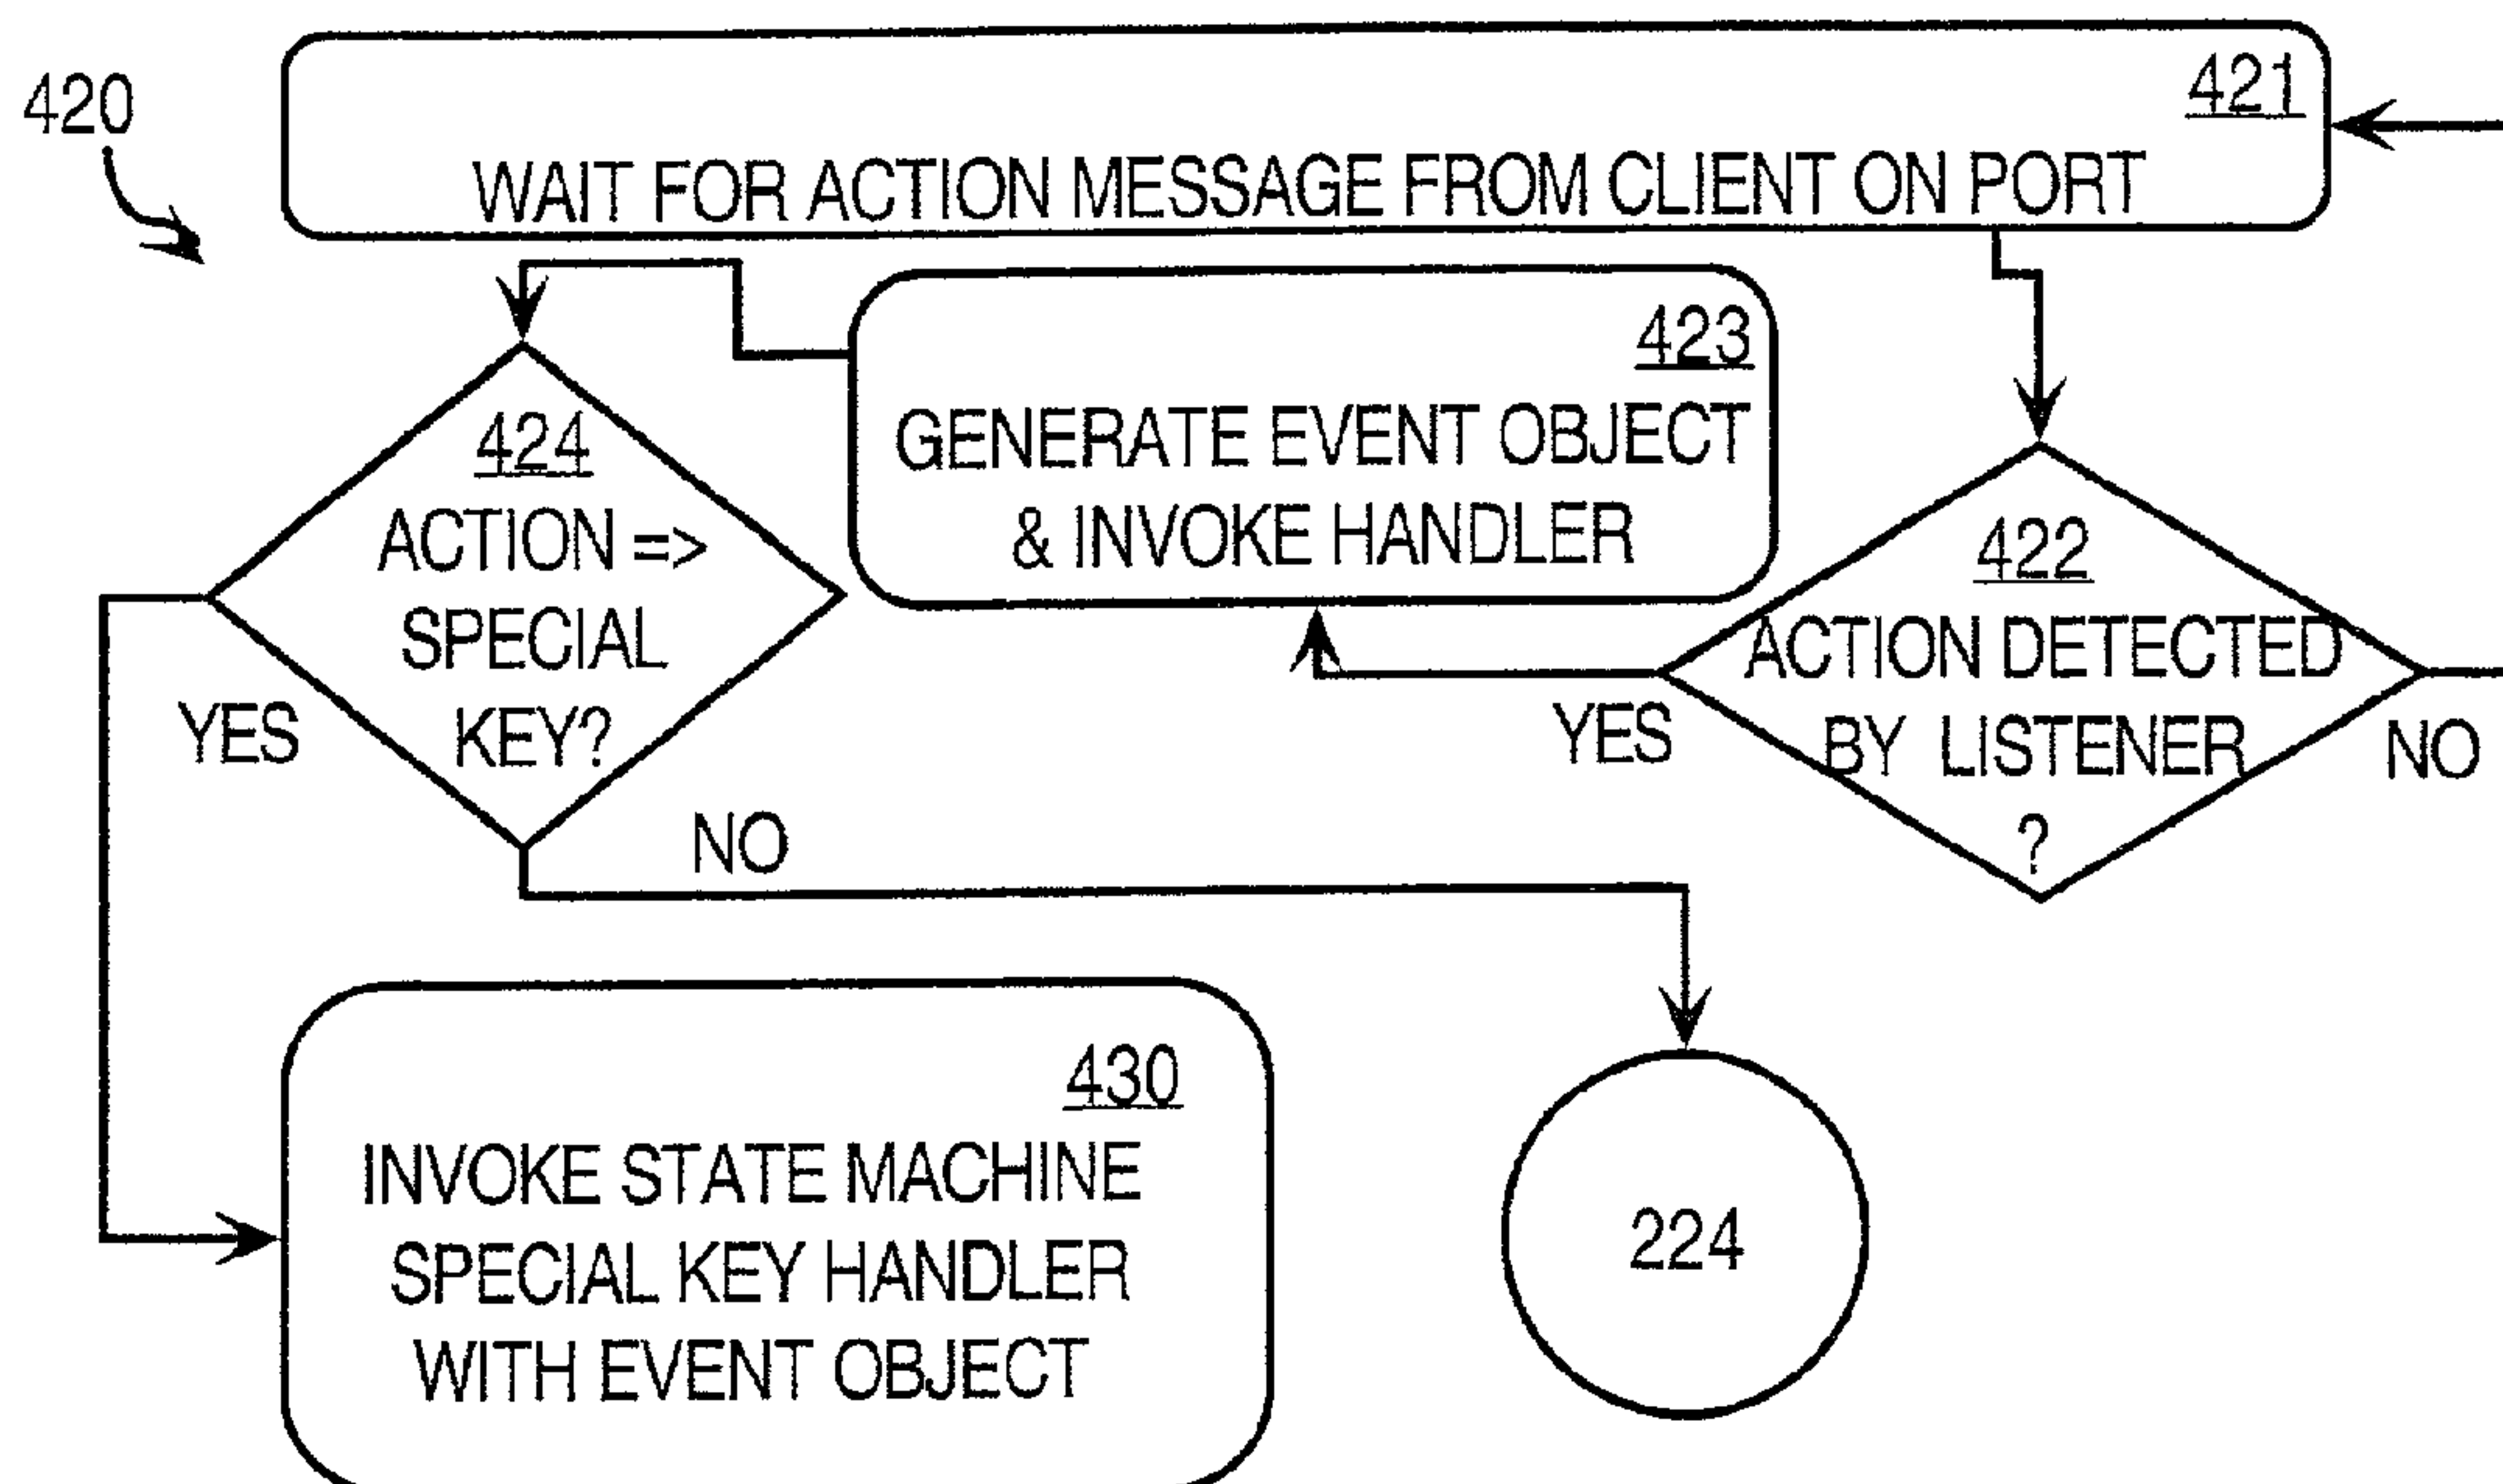 420
421
WAIT FOR ACTION MESSAGE FROM CLIENT ON PORT
423
GENERATE EVENT OBJECT
& INVOKE HANDLER
424
ACTION =>
SPECIAL
KEY?
YES
NO
422
ACTION DETECTED
BY LISTENER
?
YES
NO
430
INVOKE STATE MACHINE
SPECIAL KEY HANDLER
WITH EVENT OBJECT
224